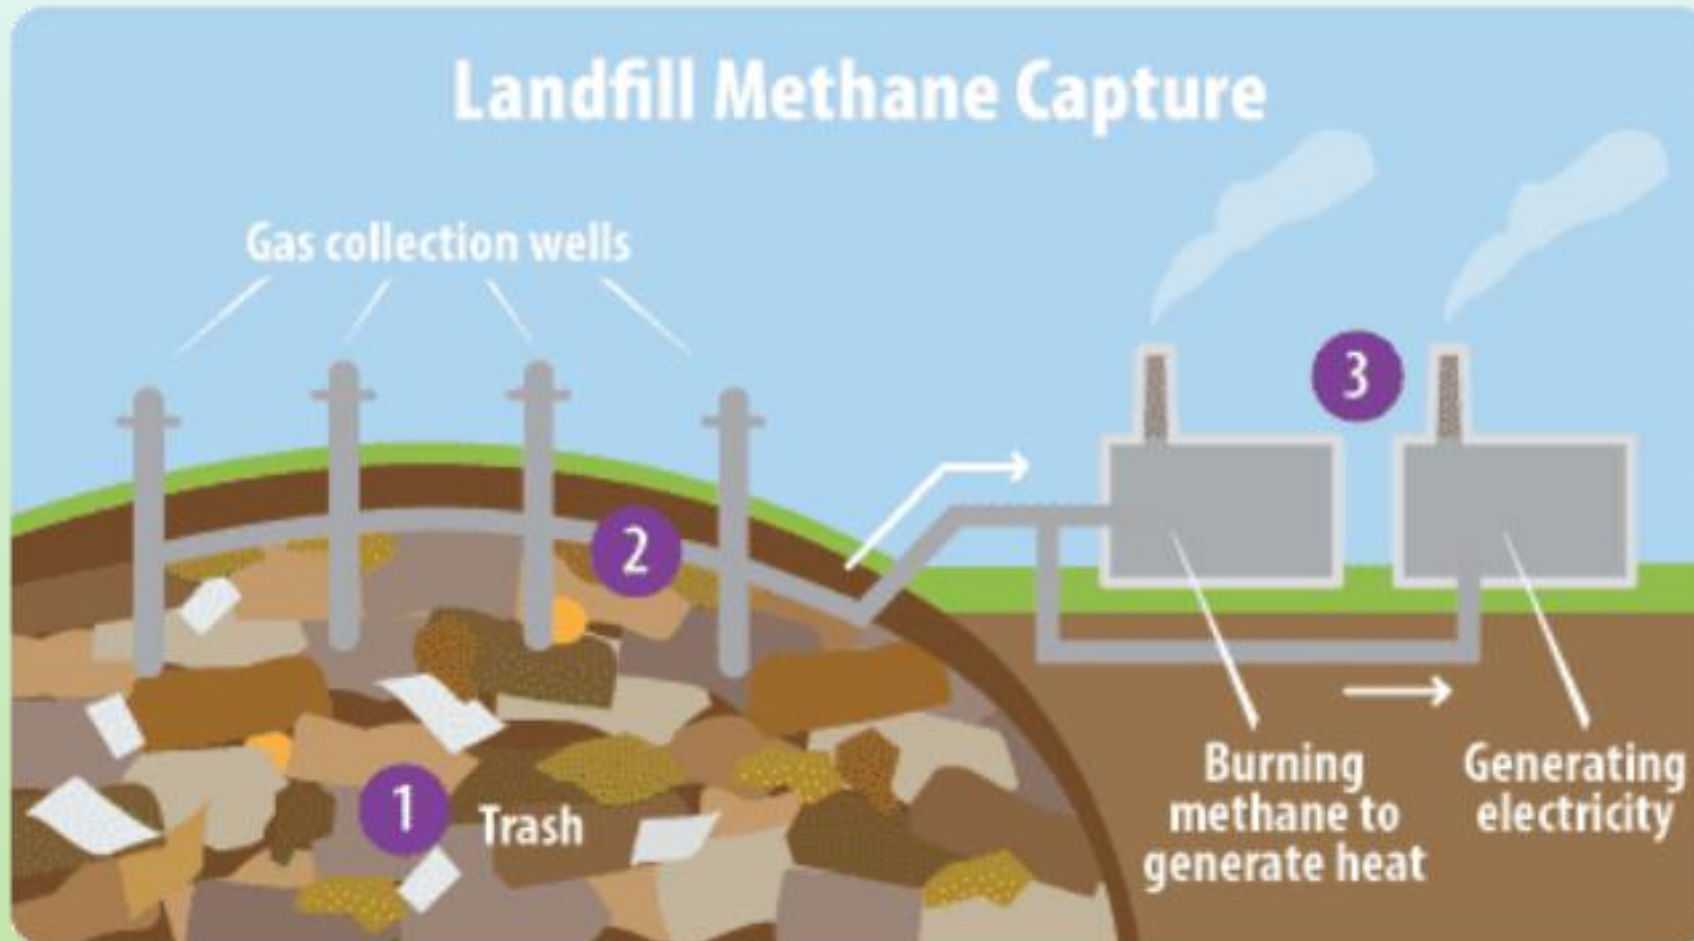 Landfill Methane Capture
Gas collection wells
3
2
1
Trash
Burning
methane to
generate heat
Generating
electricity